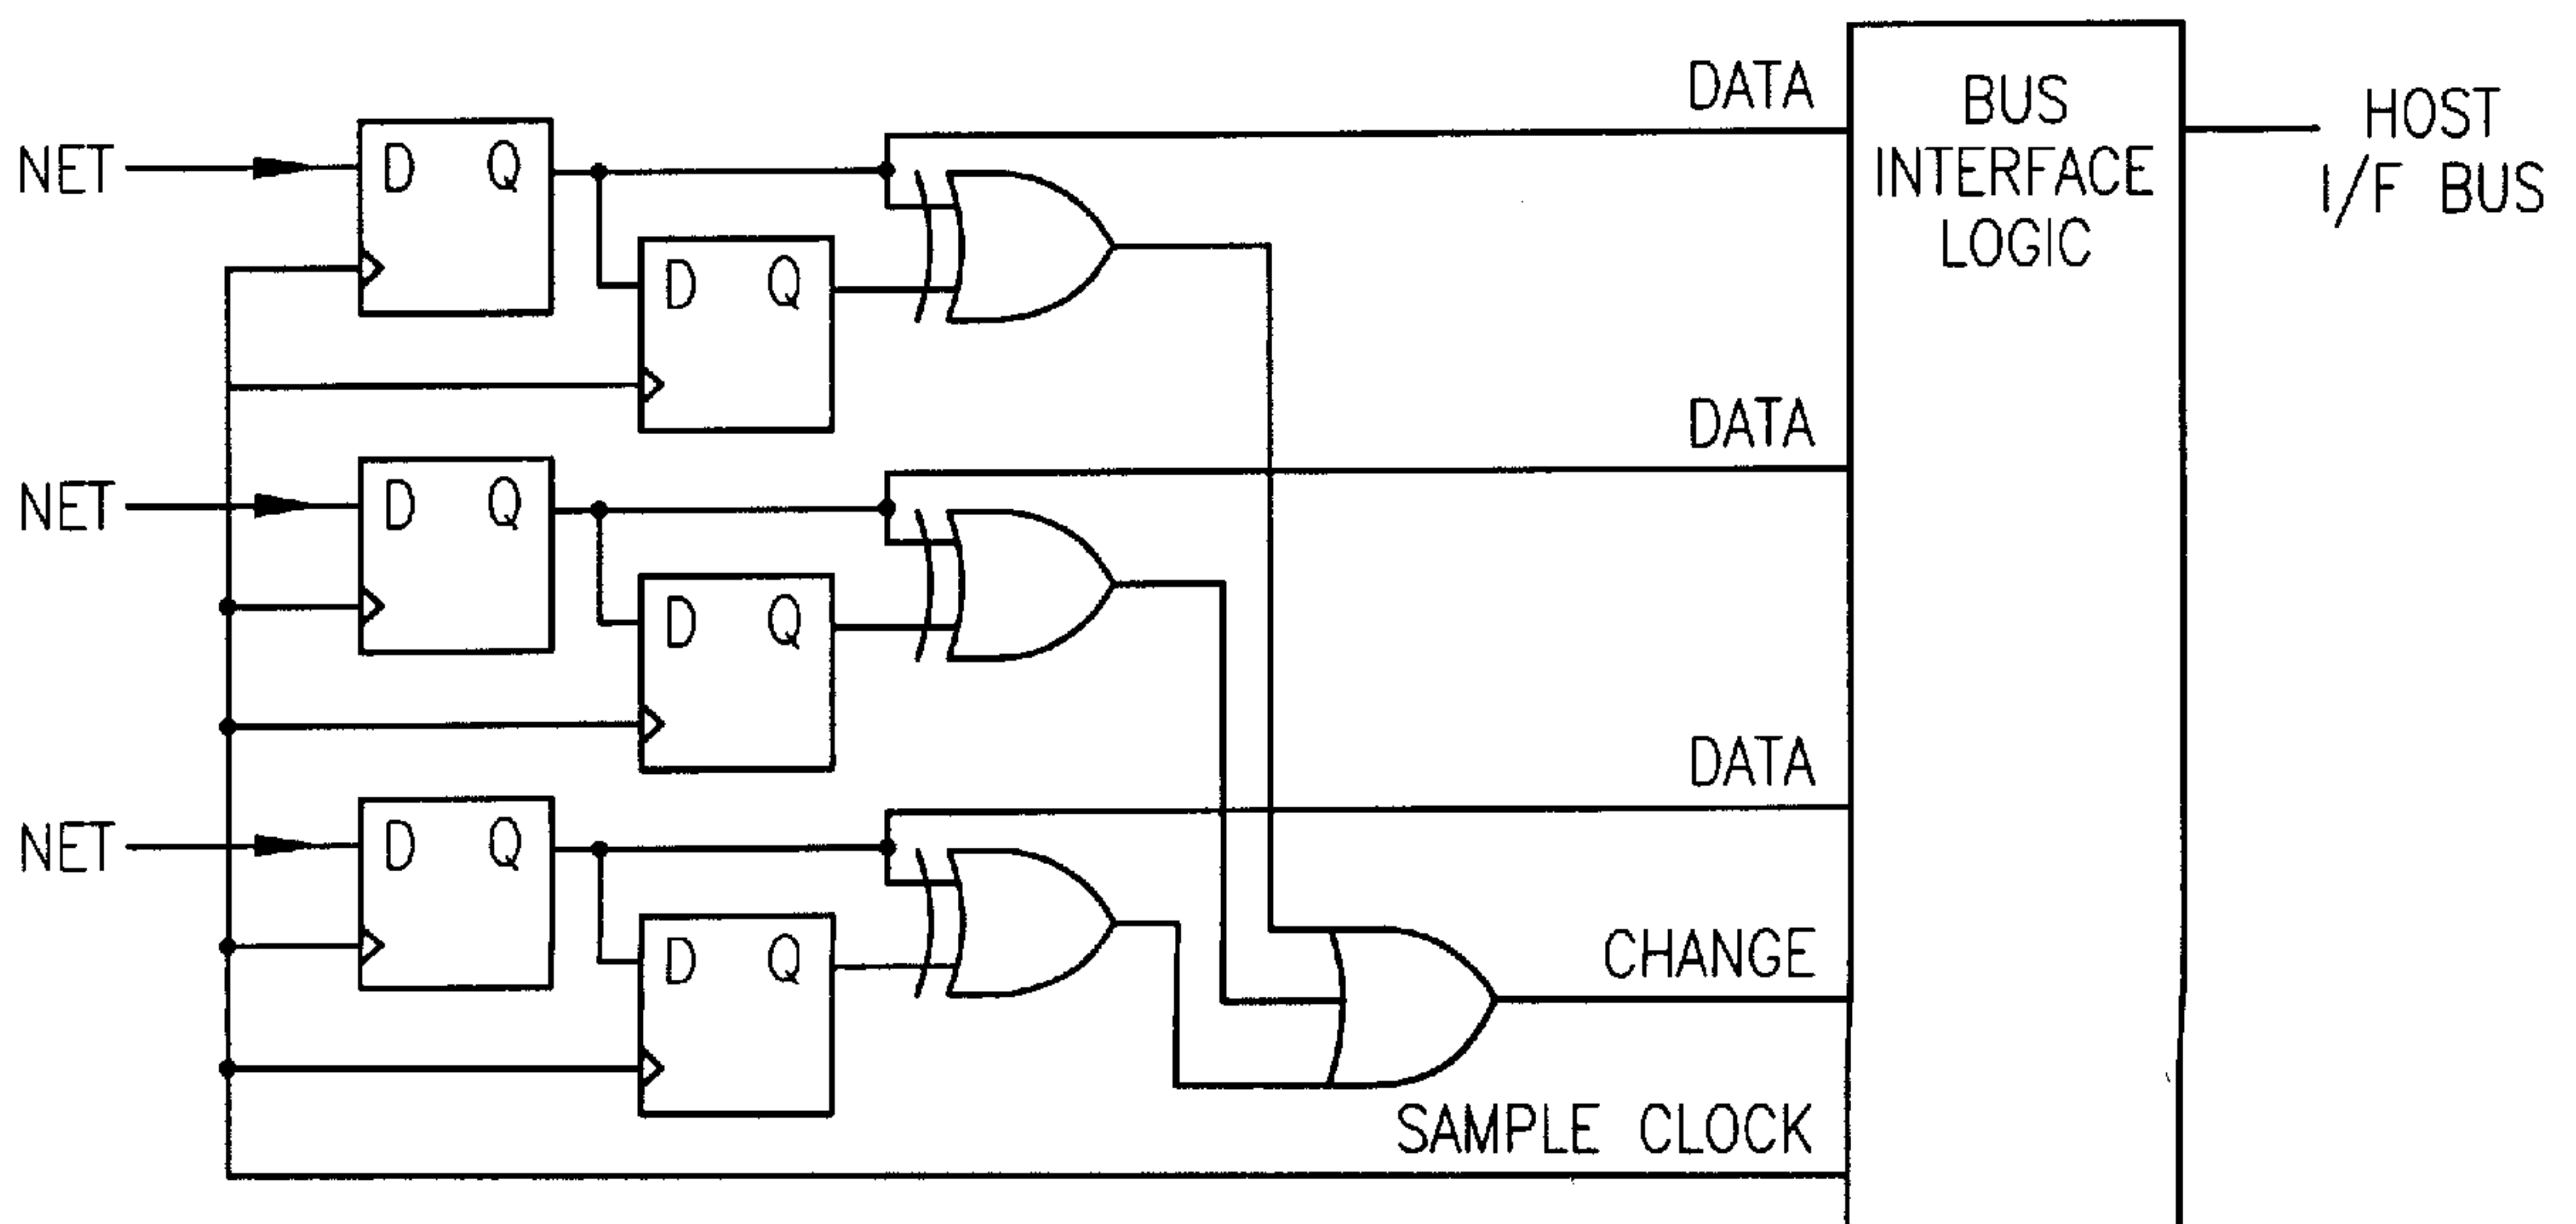 DATA
BUS
INTERFACE
LOGIC
HOST
I/F BUS
NET
D Q
D Q
DATA
NET
D Q
D Q
DATA
NET
D Q
D Q
CHANGE
SAMPLE CLOCK